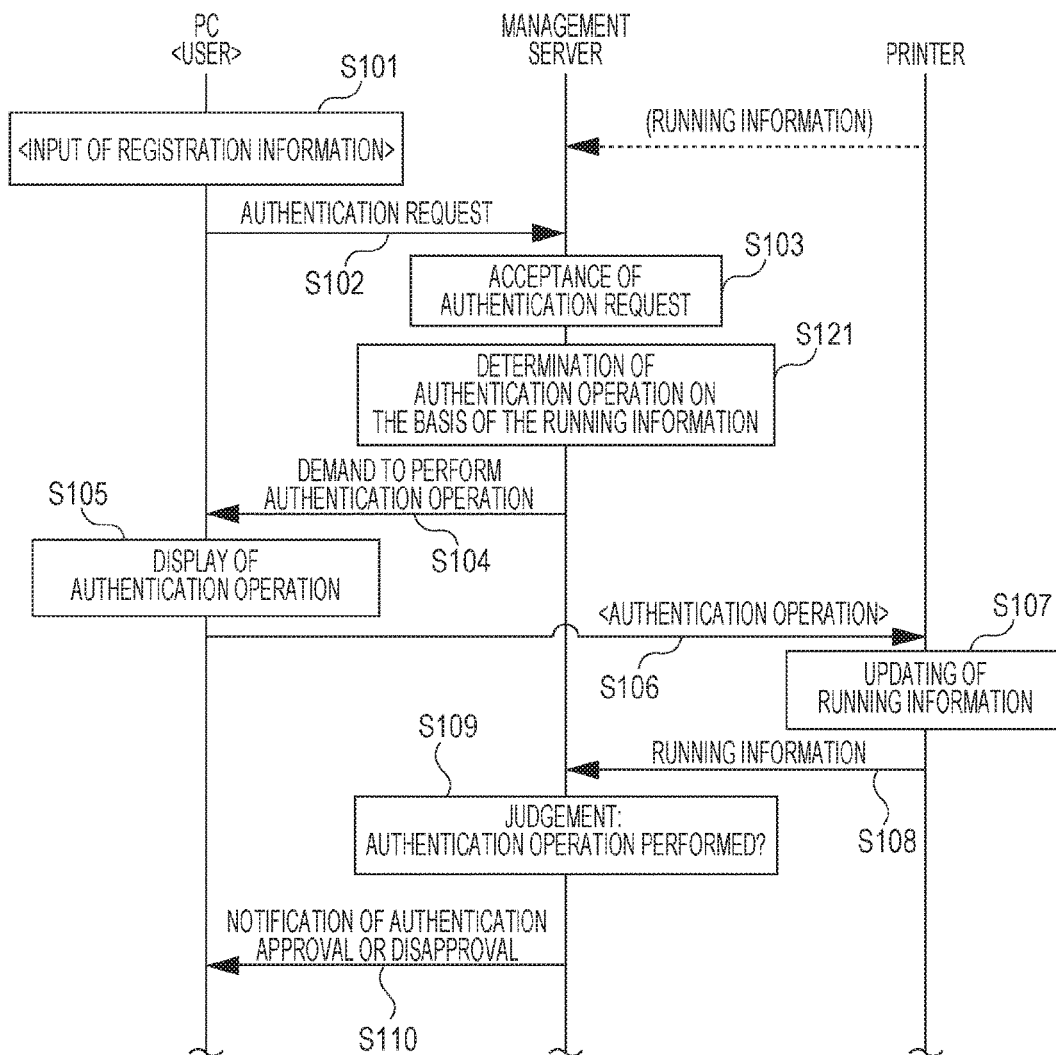 PC
<USER>
MANAGEMENT
SERVER
PRINTER
S101
<INPUT OF REGISTRATION INFORMATION>
(RUNNING INFORMATION)
AUTHENTICATION REQUEST
S102
S103
ACCEPTANCE OF
AUTHENTICATION REQUEST
S121
DETERMINATION OF
AUTHENTICATION OPERATION ON
THE BASIS OF THE RUNNING INFORMATION
DEMAND TO PERFORM
AUTHENTICATION OPERATION
S104
S105
DISPLAY OF
AUTHENTICATION OPERATION
<AUTHENTICATION OPERATION>
S106
S107
UPDATING OF
RUNNING INFORMATION
RUNNING INFORMATION
S108
S109
JUDGEMENT:
AUTHENTICATION OPERATION PERFORMED?
NOTIFICATION OF AUTHENTICATION
APPROVAL OR DISAPPROVAL
S110